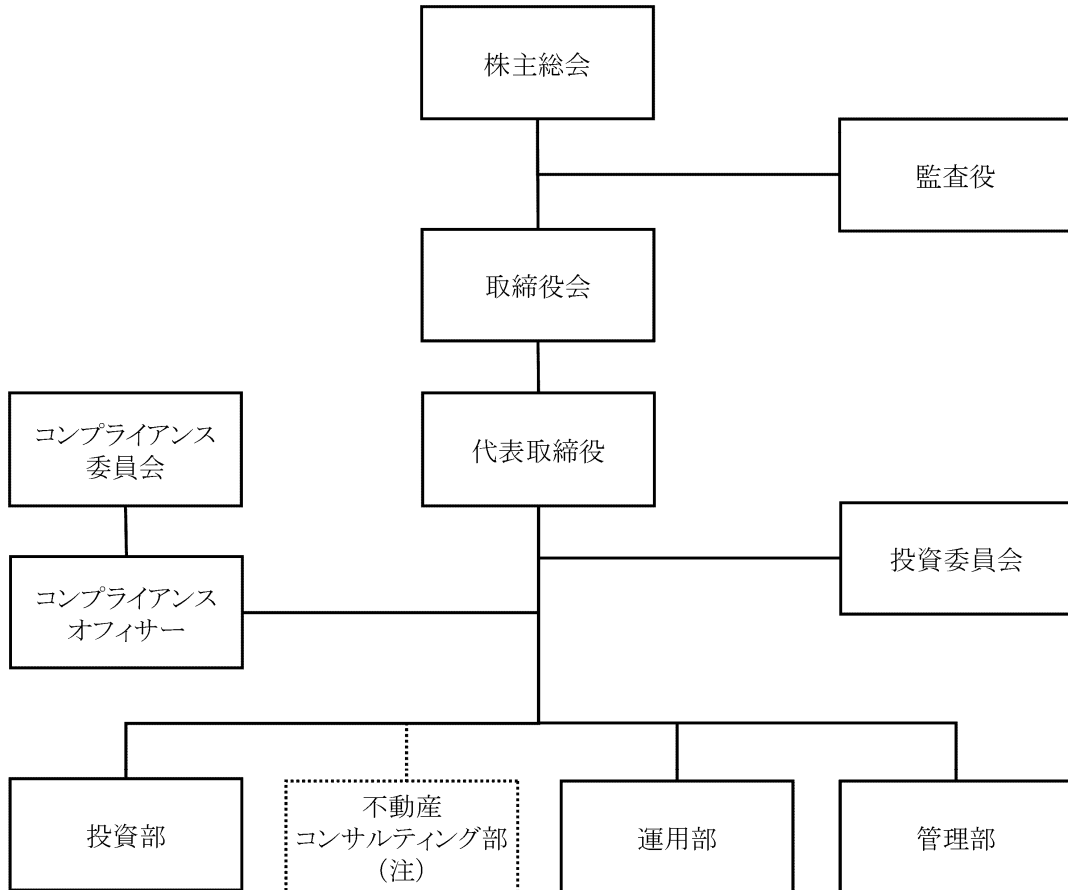 株主総会
監査役
取締役会
コンプライアンス
委員会
代表取締役
投資委員会
コンプライアンス
オフィサー
投資部
不動産
コンサルティング部
（注）
運用部
管理部